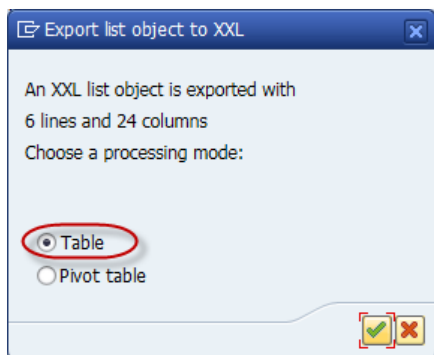 Export list object to XXL
An XXL list object is exported with
6 lines and 24 columns
Choose a processing mode:
Table
Pivot table